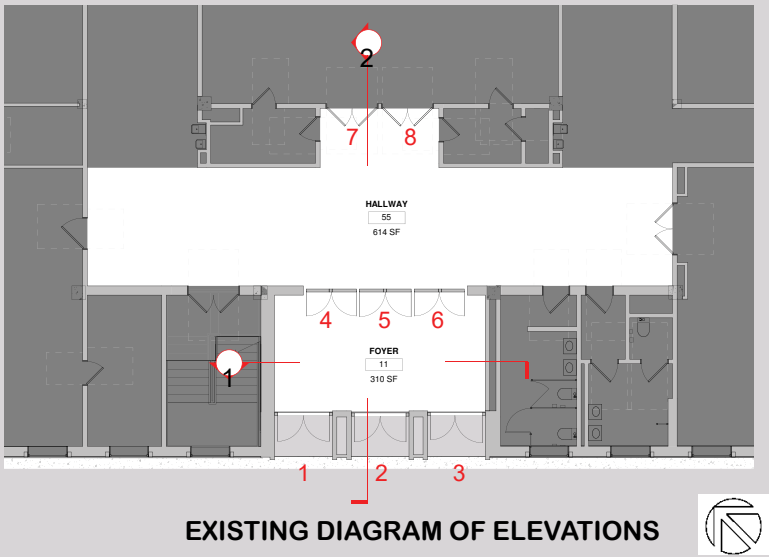 2
7 8
HALLWAY
55
614 SF
4 5 6
FOYER
11
310 SF
1
1 2 3
EXISTING DIAGRAM OF ELEVATIONS